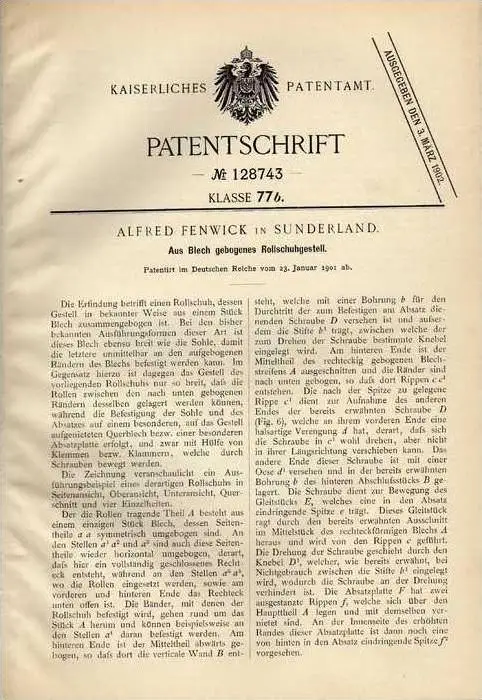 KAISERLICHES PATENTAMT.
AUSGEGEBEN DEN 3. MÄRZ 1902.
PATENTSCHRIFT
— № 128743 —
KLASSE 77b.
ALFRED FENWICK IN SUNDERLAND.
Aus Blech gebogenes Rollschuhgestell.
Patentirt im Deutschen Reiche vom 23. Januar 1901 ab.
Die Erfindung betrifft einen Rollschuh, dessen
Gestell in bekannter Weise aus einem Stück
Blech zusammengebogen ist. Bei den bisher
bekannten Ausführungsformen dieser Art ist
dieses Blech ebenso breit wie die Sohle, damit
die letztere unmittelbar an den aufgebogenen
Rändern des Blechs befestigt werden kann. Im
Gegensatz hierzu ist dagegen das Gestell des
vorliegenden Rollschuhs nur so breit, daß die
Rollen zwischen den nach unten gebogenen
Rändern desselben gelagert werden können,
während die Befestigung der Sohle und des
Absatzes auf einem besonderen, auf das Gestell
aufgenieteten Querblech bezw. einer besonderen
Absatzplatte erfolgt, und zwar mit Hülfe von
Klemmen bezw. Klammern, welche durch
Schrauben bewegt werden.
Die Zeichnung veranschaulicht ein Aus-
führungsbeispiel eines derartigen Rollschuhs in
Seitenansicht, Oberansicht, Unteransicht, Quer-
schnitt und vier Einzelheiten.
Der die Rollen tragende Theil A besteht aus
einem einzigen Stück Blech, dessen Seiten-
theile a a symmetrisch umgebogen sind. An
den Stellen a¹ und a² sind auch diese Seiten-
theile wieder horizontal umgebogen, derart,
daß hier ein vollständig geschlossenes Recht-
eck entsteht, während an den Stellen a³ a³,
wo die Rollen eingesetzt werden, sowie am
vorderen und hinteren Ende das Rechteck
unten offen ist. Die Bänder, mit denen der
Rollschuh befestigt wird, gehen rund um das
Stück A herum und können beispielsweise an
den Stellen a¹ daran befestigt werden. Am
hinteren Ende ist der Mitteltheil abwärts ge-
bogen, so daß dort die verticale Wand B ent-
steht, welche mit einer Bohrung b für den
Durchtritt der zum Befestigen am Absatz die-
nenden Schraube D versehen ist und außer-
dem die Stifte b¹ trägt, zwischen welche der
zum Drehen der Schraube bestimmte Knebel
eingelegt wird. Am hinteren Ende ist der
Mitteltheil des rechteckig gebogenen Blech-
streifens A ausgeschnitten und die Ränder sind
nach unten gebogen, so daß dort Rippen c c¹
entstehen. Die nach der Spitze zu gelegene
Rippe c¹ dient zur Aufnahme des anderen
Endes der bereits erwähnten Schraube D
(Fig. 6), welche an ihrem vorderen Ende eine
halsartige Verengung d hat, derart, daß sich
die Schraube in c¹ wohl drehen, aber nicht
in ihrer Längsrichtung verschieben kann. Das
andere Ende dieser Schraube ist mit einer
Oese d¹ versehen und in der bereits erwähnten
Bohrung b des hinteren Abschlußstücks B ge-
lagert. Die Schraube dient zur Bewegung des
Gleitstücks E, welches eine in den Absatz
eindringende Spitze e trägt. Dieses Gleitstück
ragt durch den bereits erwähnten Ausschnitt
im Mittelstück des rechteckförmigen Blechs A
heraus und wird von den Rippen c geführt.
Die Drehung der Schraube geschieht durch den
Knebel D¹, welcher wie bereits erwähnt, bei
Nichtgebrauch zwischen die Stifte b¹ eingelegt
wird, wodurch die Schraube an der Drehung
verhindert ist. Die Absatzplatte F hat zwei
ausgestanzte Rippen f, welche sich über den
Haupttheil A legen und mit demselben ver-
nietet sind. An der Innenseite des erhöhten
Randes dieser Absatzplatte ist dann noch eine
von hinten in den Absatz eindringende Spitze f²
vorgesehen.